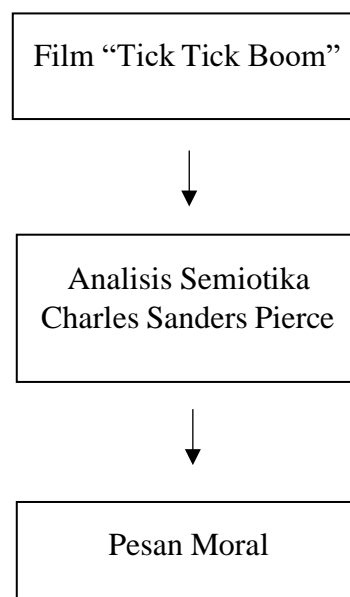 Film “Tick Tick Boom”
Analisis Semiotika
Charles Sanders Pierce
Pesan Moral